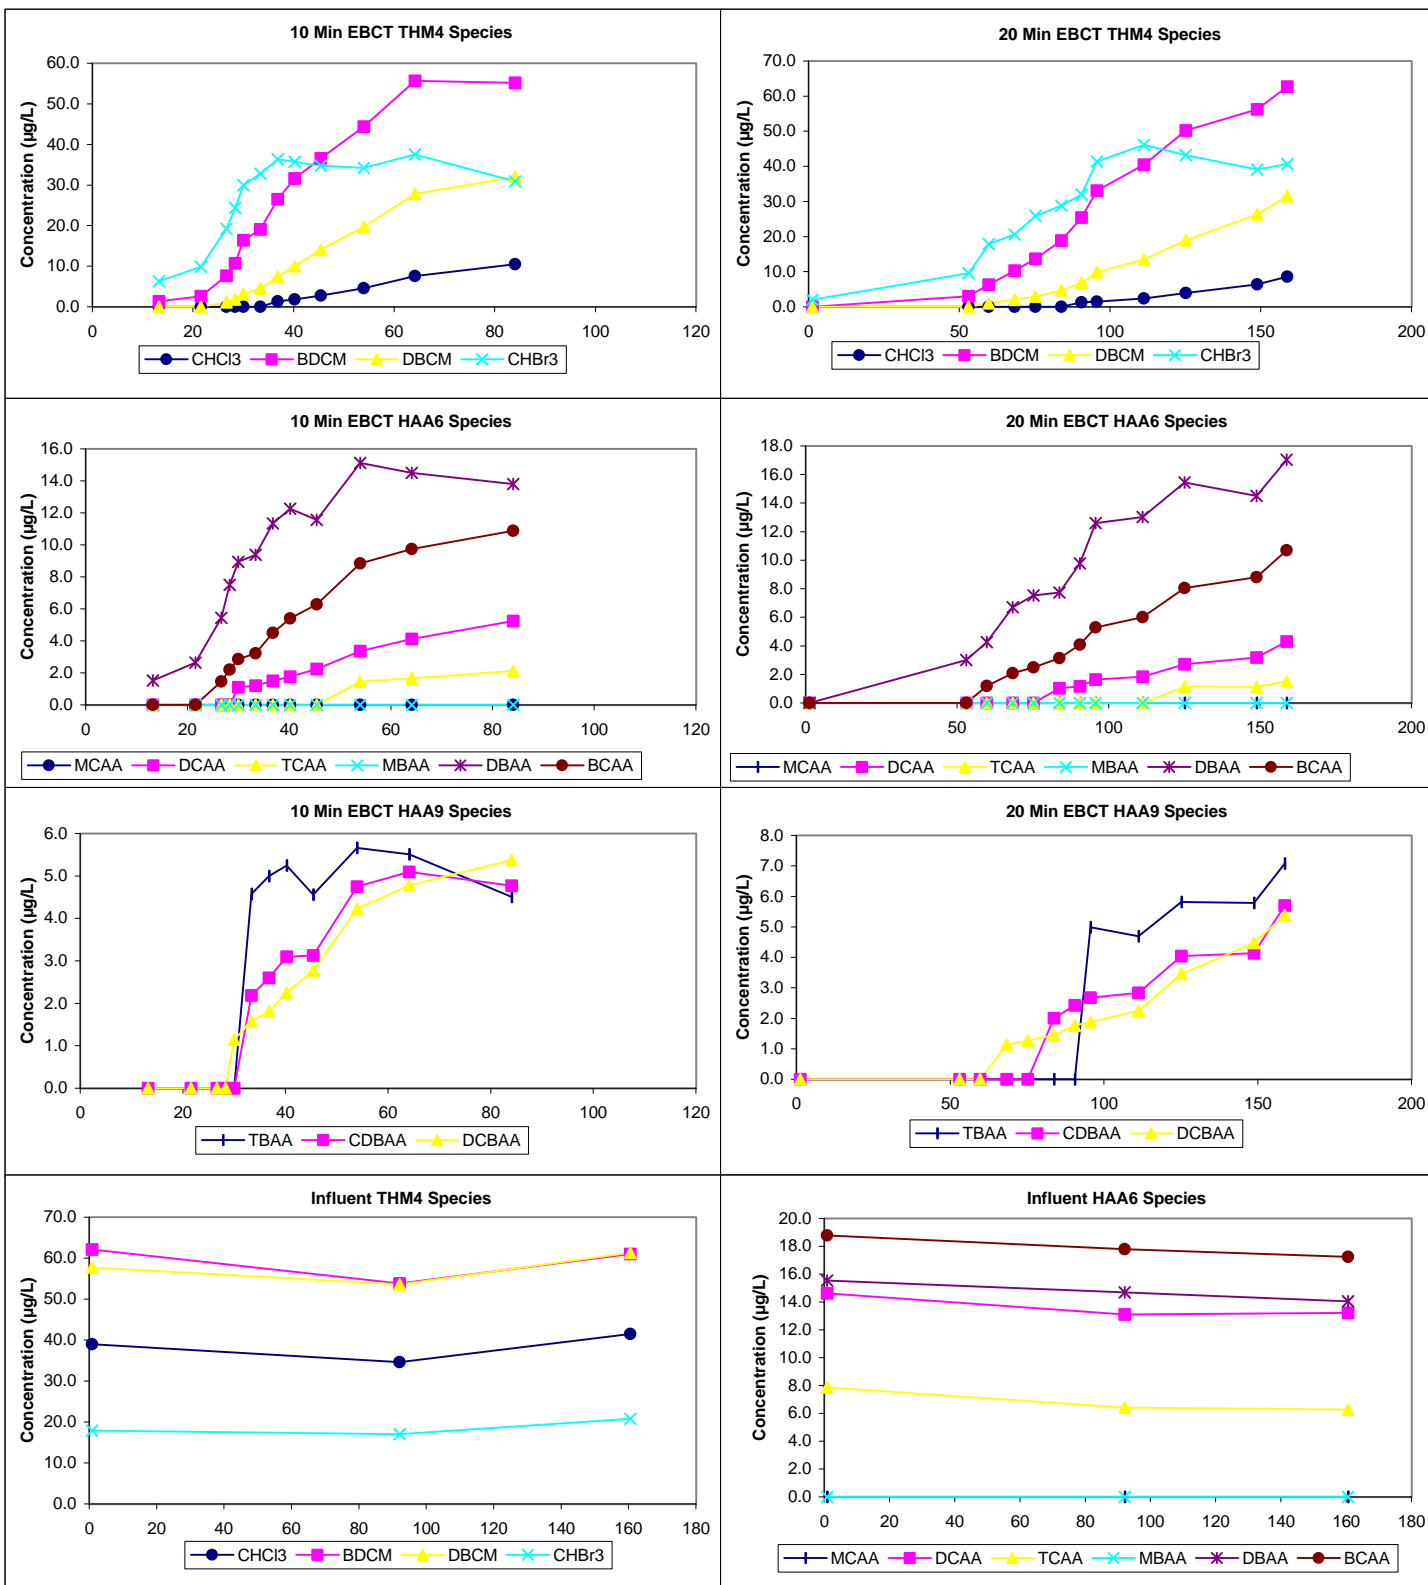 10 Min EBCT THM4 Species
Concentration (µg/L)
60.0
50.0
40.0
30.0
20.0
10.0
0.0
0 20 40 60 80 100 120
CHCl3 BDCM DBCM CHBr3
20 Min EBCT THM4 Species
Concentration (µg/L)
70.0
60.0
50.0
40.0
30.0
20.0
10.0
0.0
0 50 100 150 200
CHCl3 BDCM DBCM CHBr3
10 Min EBCT HAA6 Species
Concentration (µg/L)
16.0
14.0
12.0
10.0
8.0
6.0
4.0
2.0
0.0
0 20 40 60 80 100 120
MCAA DCAA TCAA MBAA DBAA BCAA
20 Min EBCT HAA6 Species
Concentration (µg/L)
18.0
16.0
14.0
12.0
10.0
8.0
6.0
4.0
2.0
0.0
0 50 100 150 200
MCAA DCAA TCAA MBAA DBAA BCAA
10 Min EBCT HAA9 Species
Concentration (µg/L)
6.0
5.0
4.0
3.0
2.0
1.0
0.0
0 20 40 60 80 100 120
TBAA CDBAA DCBAA
20 Min EBCT HAA9 Species
Concentration (µg/L)
8.0
7.0
6.0
5.0
4.0
3.0
2.0
1.0
0.0
0 50 100 150 200
TBAA CDBAA DCBAA
Influent THM4 Species
Concentration (µg/L)
70.0
60.0
50.0
40.0
30.0
20.0
10.0
0.0
0 20 40 60 80 100 120 140 160 180
CHCl3 BDCM DBCM CHBr3
Influent HAA6 Species
Concentration (µg/L)
20.0
18.0
16.0
14.0
12.0
10.0
8.0
6.0
4.0
2.0
0.0
0 20 40 60 80 100 120 140 160 180
MCAA DCAA TCAA MBAA DBAA BCAA